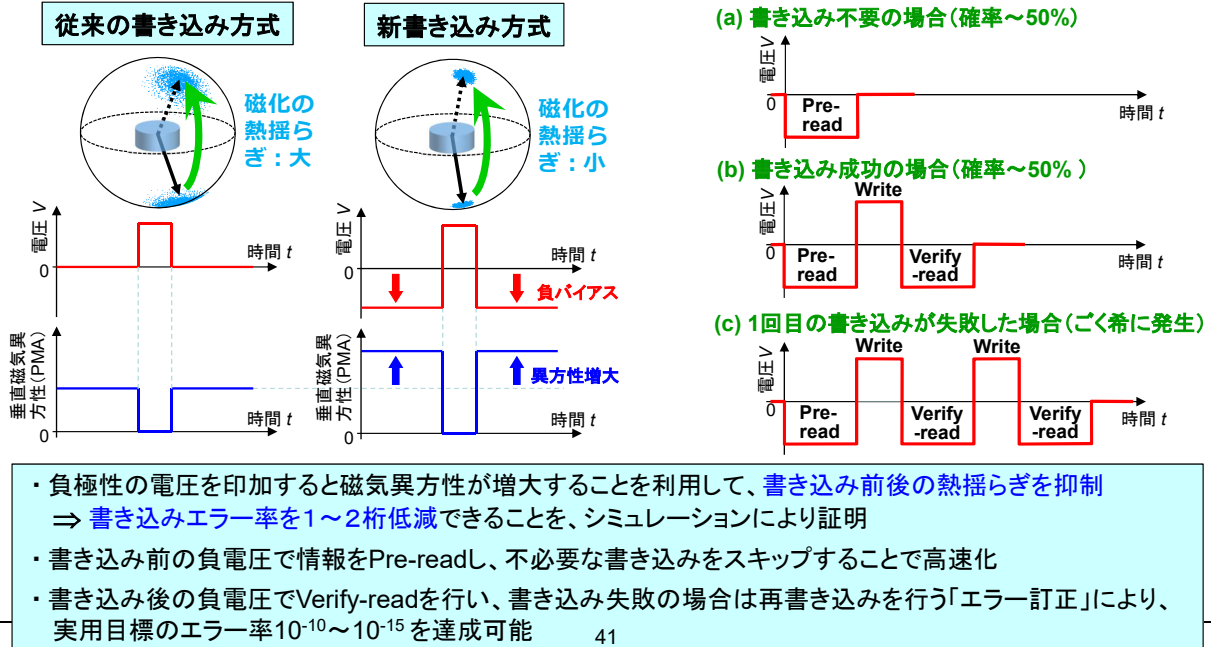 従来の書き込み方式
磁化の
熱揺ら
ぎ：大
電圧 V
0
時間 t
垂直磁気異
方性(PMA)
0
時間 t
新書き込み方式
磁化の
熱揺ら
ぎ：小
電圧 V
0
時間 t
負バイアス
垂直磁気異
方性(PMA)
異方性増大
0
時間 t
(a) 書き込み不要の場合（確率～50%）
電圧V
0
Pre-
read
時間 t
(b) 書き込み成功の場合（確率～50% ）
電圧V
Write
0
Pre-
read
Verify
-read
時間 t
(c) 1回目の書き込みが失敗した場合（ごく希に発生）
電圧V
Write
Write
0
Pre-
read
Verify
-read
Verify
-read
時間 t
・負極性の電圧を印加すると磁気異方性が増大することを利用して、書き込み前後の熱揺らぎを抑制
⇒ 書き込みエラー率を１～２桁低減できることを、シミュレーションにより証明
・書き込み前の負電圧で情報をPre-readし、不必要な書き込みをスキップすることで高速化
・書き込み後の負電圧でVerify-readを行い、書き込み失敗の場合は再書き込みを行う「エラー訂正」により、
実用目標のエラー率10⁻¹⁰～10⁻¹⁵ を達成可能
41